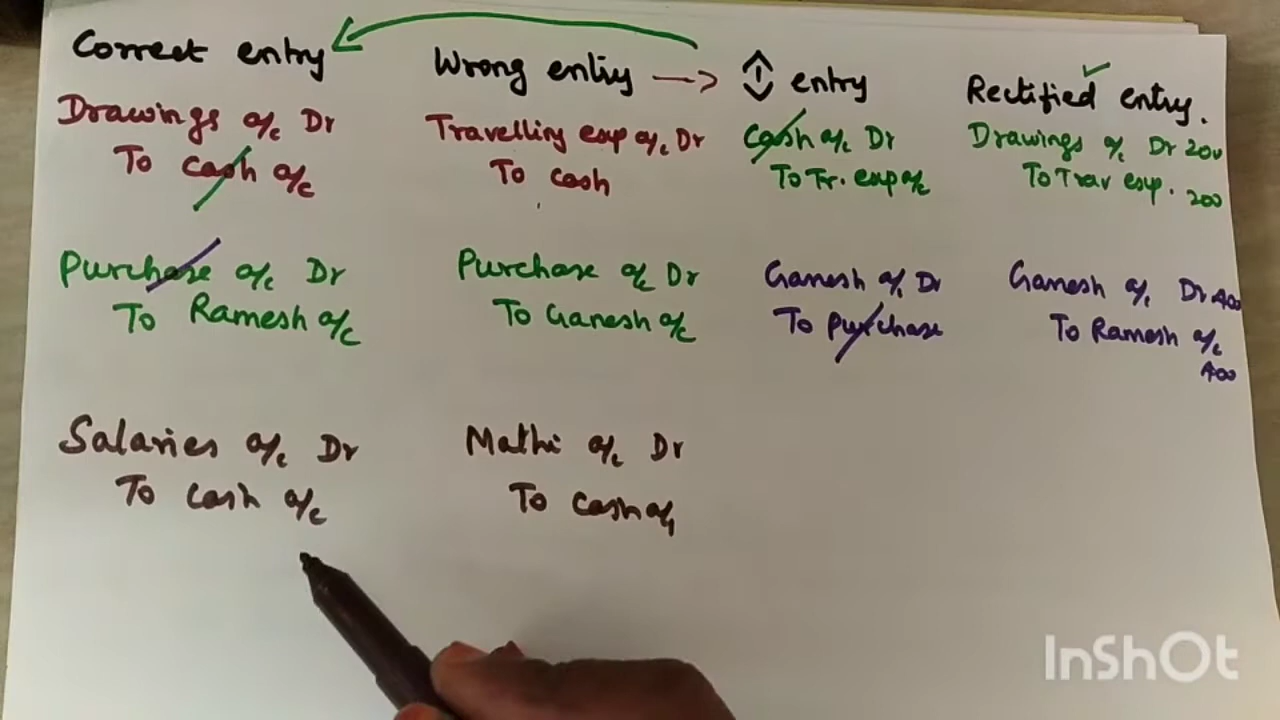 Correct entry
Wrong entry → entry
Rectified entry.
Drawings a/c Dr
To cash a/c
Travelling exp a/c Dr
To cash
Cash a/c Dr
To Tr. exp a/c
Drawings a/c Dr 200
To Trav exp. 200
Purchase a/c Dr
To Ramesh a/c
Purchase a/c Dr
To Ganesh a/c
Ganesh a/c Dr
To purchase
Ganesh a/c Dr 400
To Ramesh a/c
400
Salaries a/c Dr
To cash a/c
Mathi a/c Dr
To cash a/c
InShOt